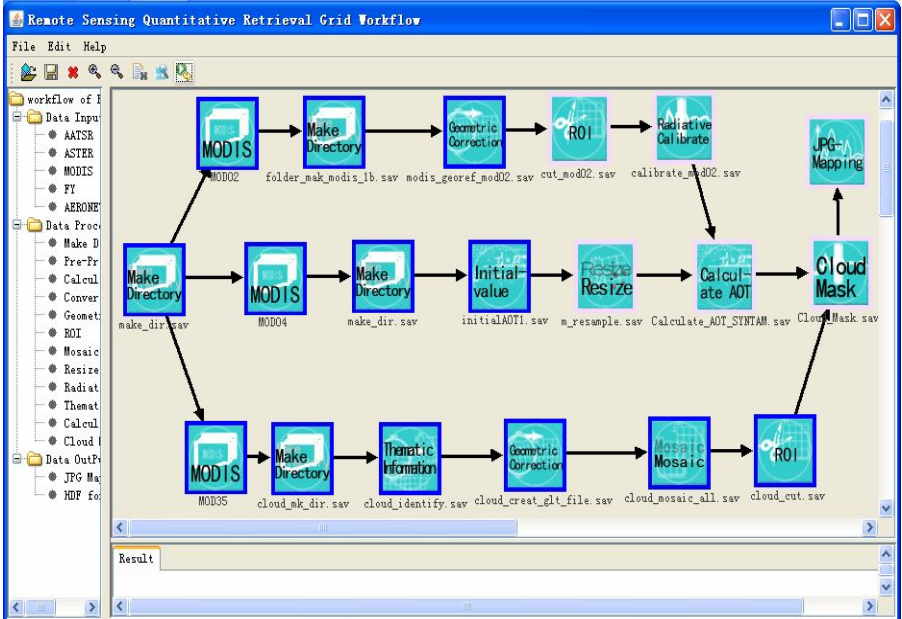 Remote Sensing Quantitative Retrieval Grid Workflow
File Edit Help
workflow of
Data Inpu
AATSR
ASTER
MODIS
FY
AERONE
Data Proc
Make D
Pre-Pr
Calcul
Conver
Geomet
ROI
Mosaic
Resize
Radiat
Themat
Calcul
Cloud
Data OutP
JPG Ma
HDF fo
MODIS
MOD02
Make Directory
folder_mak_modis_1b.sav
Geometric Correction
modis_georef_mod02.sav
ROI
cut_mod02.sav
Radiative Calibrate
calibrate_mod02.sav
JPG-Mapping
Make Directory
make_dir.sav
MODIS
MOD04
Make Directory
make_dir.sav
Initial-value
initialAOT1.sav
Resize
Resize
m_resample.sav
Calcul-ate AOT
Calculate_AOT_SYNTAM.sav
Cloud Mask
Cloud_Mask.sav
MODIS
MOD35
Make Directory
cloud_mk_dir.sav
Thematic Information
cloud_identify.sav
Geometric Correction
cloud_creat_glt_file.sav
Mosaic
Mosaic
cloud_mosaic_all.sav
ROI
cloud_cut.sav
Result